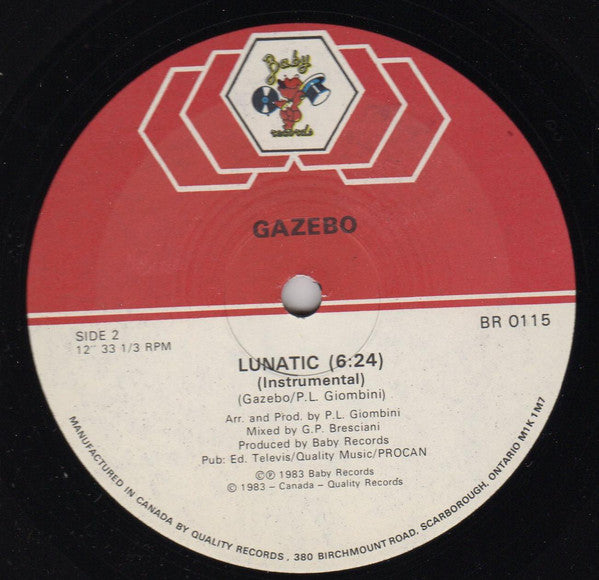 Baby
records
GAZEBO
SIDE 2
12" 33 1/3 RPM
BR 0115
LUNATIC (6:24)
(Instrumental)
(Gazebo/P.L. Giombini)
Arr. and Prod. by P.L. Giombini
Mixed by G.P. Bresciani
Produced by Baby Records
Pub: Ed. Televis/Quality Music/PROCAN
©℗ 1983 Baby Records
© 1983 - Canada - Quality Records
MANUFACTURED IN CANADA BY QUALITY RECORDS, 380 BIRCHMOUNT ROAD, SCARBOROUGH, ONTARIO M1K 1M7